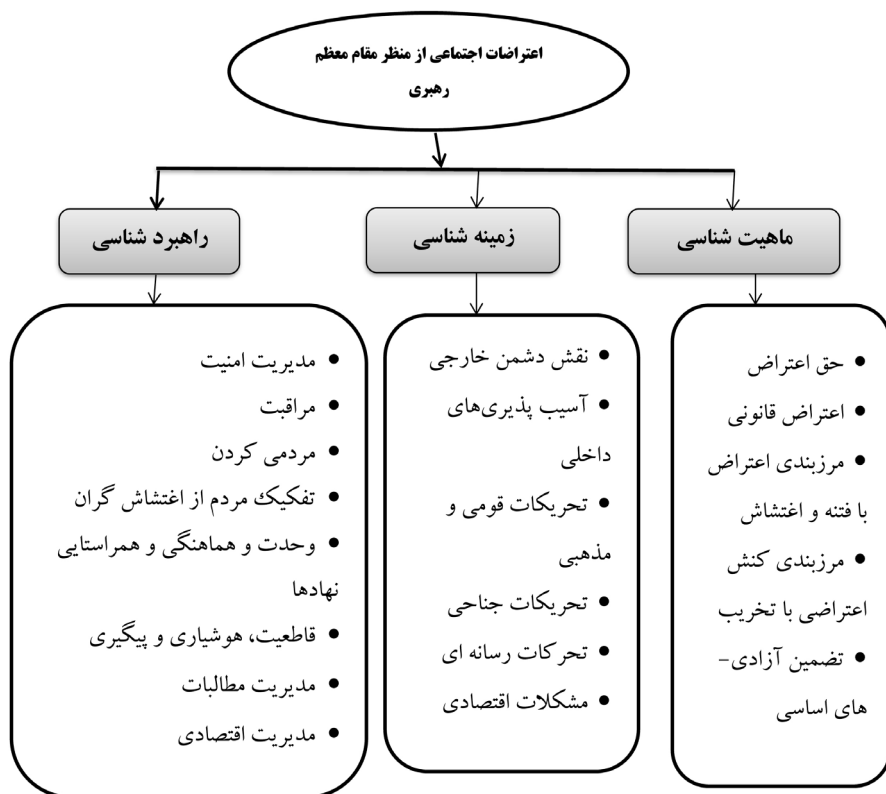 اعتراضات اجتماعی از منظر مقام معظم
رهبری
ماهیت شناسی
زمینه شناسی
راهبرد شناسی
● حق اعتراض
● اعتراض قانونی
● مرزبندی اعتراض
با فتنه و اغتشاش
● مرزبندی کنش
اعتراضی با تخریب
● تضمین آزادی-
های اساسی
● نقش دشمن خارجی
● آسیب پذیری‌های
داخلی
● تحریکات قومی و
مذهبی
● تحریکات جناحی
● تحرکات رسانه ای
● مشکلات اقتصادی
● مدیریت امنیت
● مراقبت
● مردمی کردن
● تفکیک مردم از اغتشاش گران
● وحدت و هماهنگی و همراستایی
نهادها
● قاطعیت، هوشیاری و پیگیری
● مدیریت مطالبات
● مدیریت اقتصادی